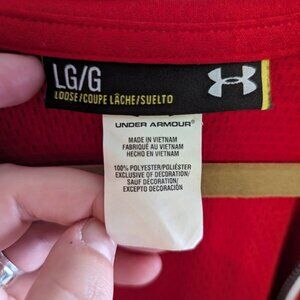 LG/G
LOOSE/COUPE LÂCHE/SUELTO
UNDER ARMOUR®
MADE IN VIETNAM
FABRIQUÉ AU VIETNAM
HECHO EN VIETNAM
100% POLYESTER/POLIÉSTER
EXCLUSIVE OF DECORATION/
SAUF DÉCORATION/
EXCEPTO DECORACIÓN